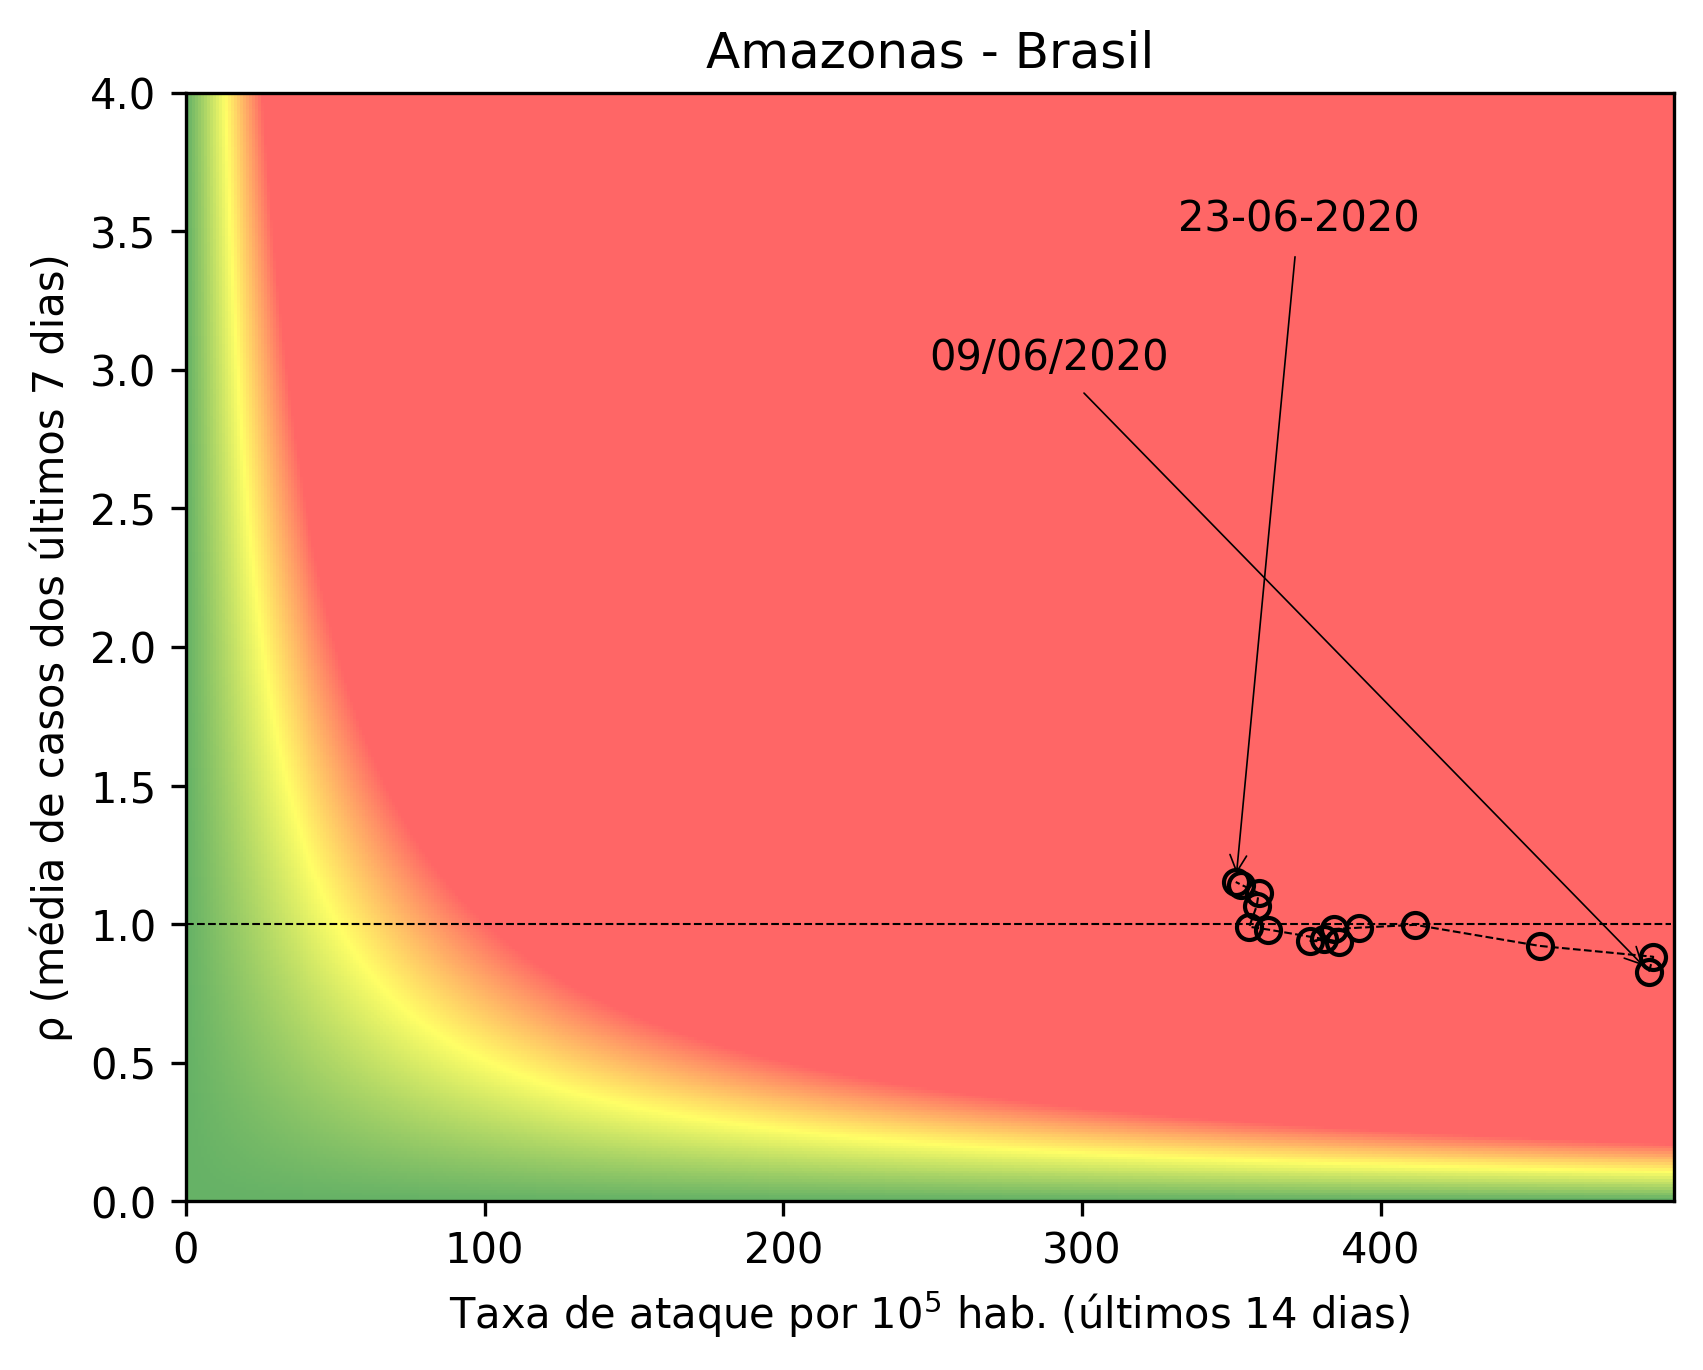 Amazonas - Brasil
4.0
3.5
3.0
2.5
2.0
1.5
1.0
0.5
0.0
ρ (média de casos dos últimos 7 dias)
23-06-2020
09/06/2020
0 100 200 300 400
Taxa de ataque por 10⁵ hab. (últimos 14 dias)